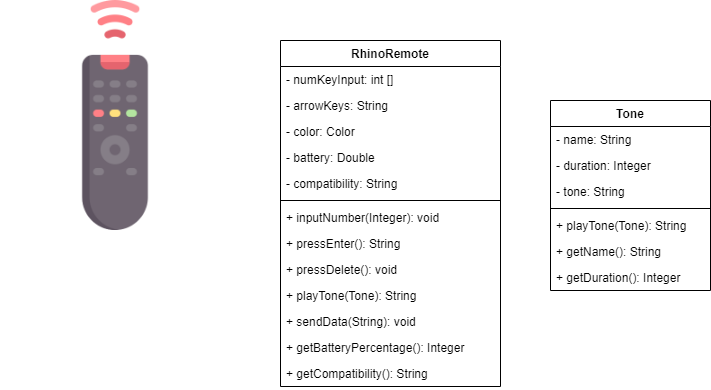 RhinoRemote
- numKeyInput: int []
- arrowKeys: String
- color: Color
- battery: Double
- compatibility: String
+ inputNumber(Integer): void
+ pressEnter(): String
+ pressDelete(): void
+ playTone(Tone): String
+ sendData(String): void
+ getBatteryPercentage(): Integer
+ getCompatibility(): String
Tone
- name: String
- duration: Integer
- tone: String
+ playTone(Tone): String
+ getName(): String
+ getDuration(): Integer